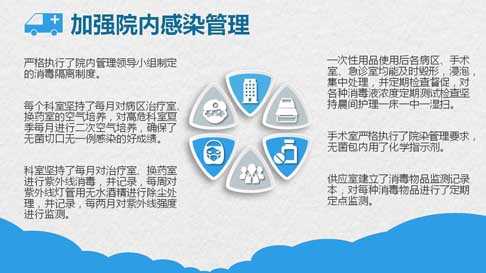 加强院内感染管理
严格执行了院内管理领导小组制定
的消毒隔离制度。
每个科室坚持了每月对病区治疗室、
换药室的空气培养，对高危科室夏
季每月进行二次空气培养，确保了
无菌切口无一例感染的好成绩。
科室坚持了每月对治疗室、换药室
进行紫外线消毒，并记录，每周对
紫外线灯管用无水酒精进行除尘处
理，并记录，每两月对紫外线强度
进行监测。
一次性用品使用后各病区、手术
室、急诊室均能及时毁形，浸泡，
集中处理，并定期检查督促，对
各种消毒液浓度定期测试检查坚
持晨间护理一床一中一湿扫。
手术室严格执行了院染管理要求，
无菌包内用了化学指示剂。
供应室建立了消毒物品监测记录
本，对每种消毒物品进行了定期
定点监测。